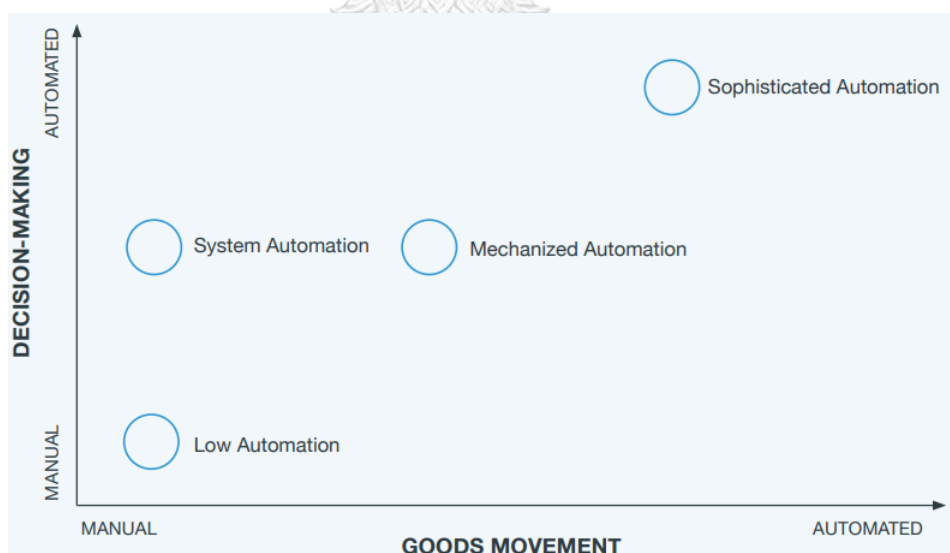 AUTOMATED
DECISION-MAKING
MANUAL
Sophisticated Automation
System Automation
Mechanized Automation
Low Automation
MANUAL
AUTOMATED
GOODS MOVEMENT